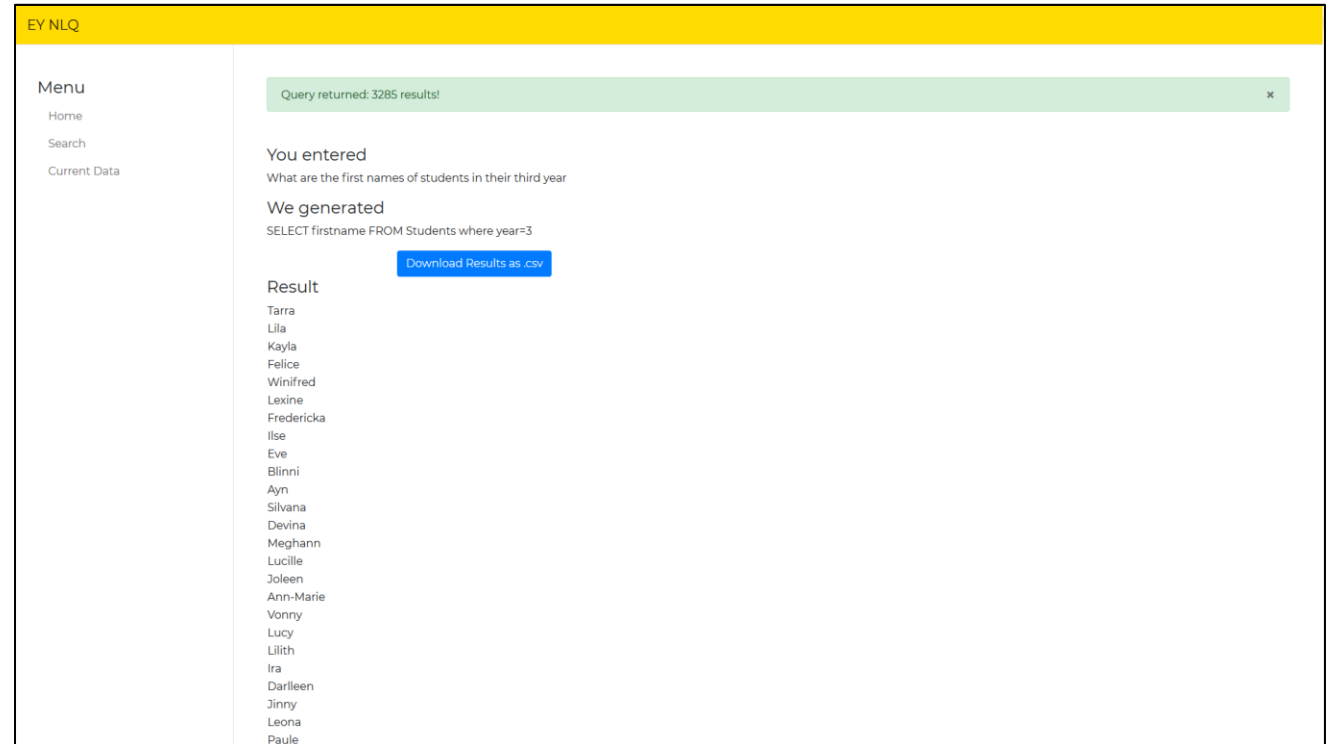 EY NLQ
Menu
Home
Search
Current Data
Query returned: 3285 results!
×
You entered
What are the first names of students in their third year
We generated
SELECT firstname FROM Students where year=3
Download Results as .csv
Result
Tarra
Lila
Kayla
Felice
Winifred
Lexine
Fredericka
Ilse
Eve
Blinni
Ayn
Silvana
Devina
Meghann
Lucille
Joleen
Ann-Marie
Vonny
Lucy
Lilith
Ira
Darlleen
Jinny
Leona
Paule